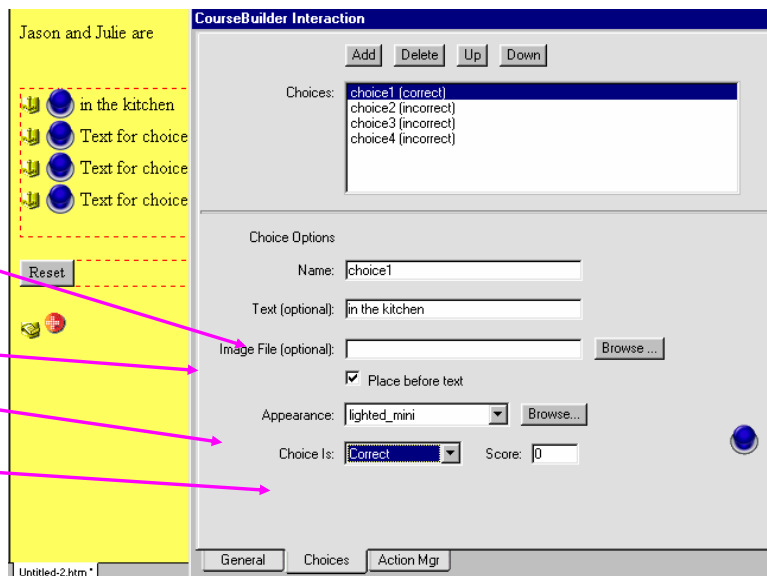 Jason and Julie are
in the kitchen
Text for choice
Text for choice
Text for choice
Reset
Untitled-2.htm*
CourseBuilder Interaction
Add Delete Up Down
Choices:
choice1 (correct)
choice2 (incorrect)
choice3 (incorrect)
choice4 (incorrect)
Choice Options
Name: choice1
Text (optional): in the kitchen
Image File (optional): Browse ...
Place before text
Appearance: lighted_mini Browse...
Choice Is: Correct Score: 0
General Choices Action Mgr